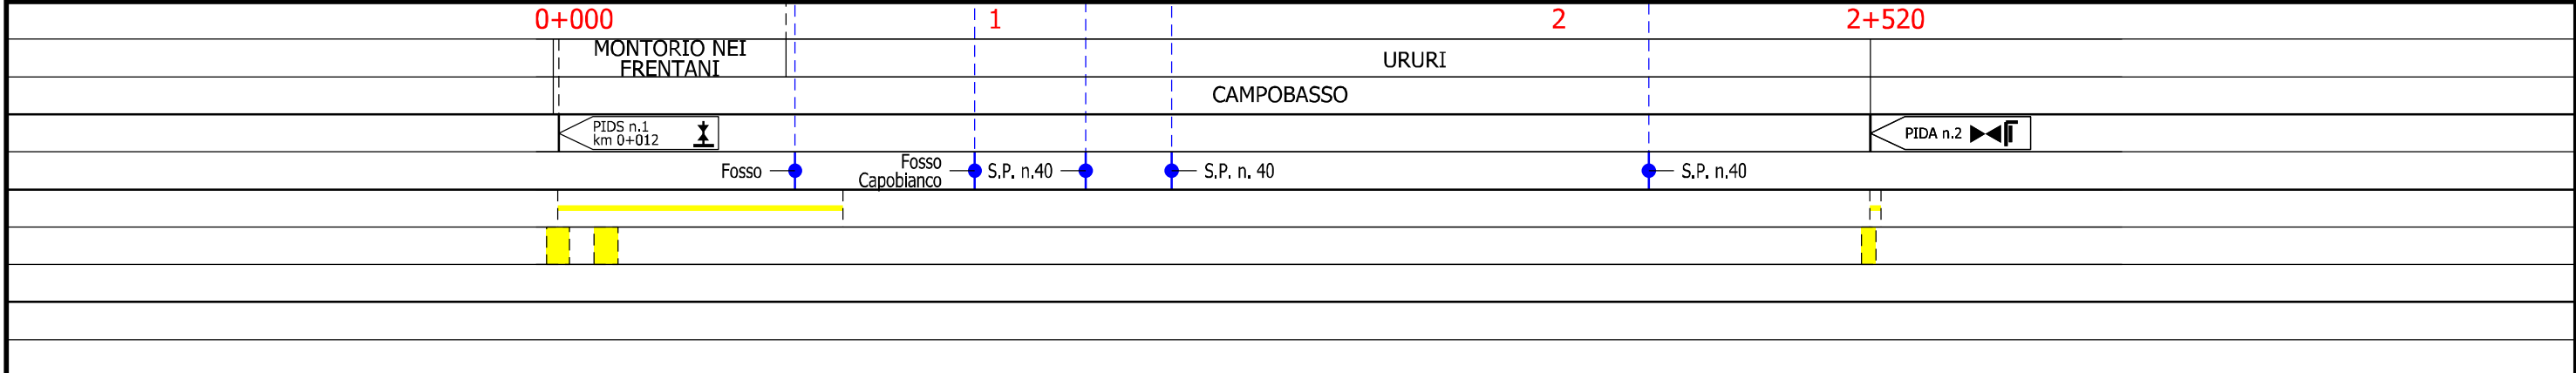 0+000 1 2 2+520
MONTORIO NEI
FRENTANI
URURI
CAMPOBASSO
PIDS n.1
km 0+012
PIDA n.2
Fosso
Fosso
Capobianco
S.P. n.40
S.P. n. 40
S.P. n.40